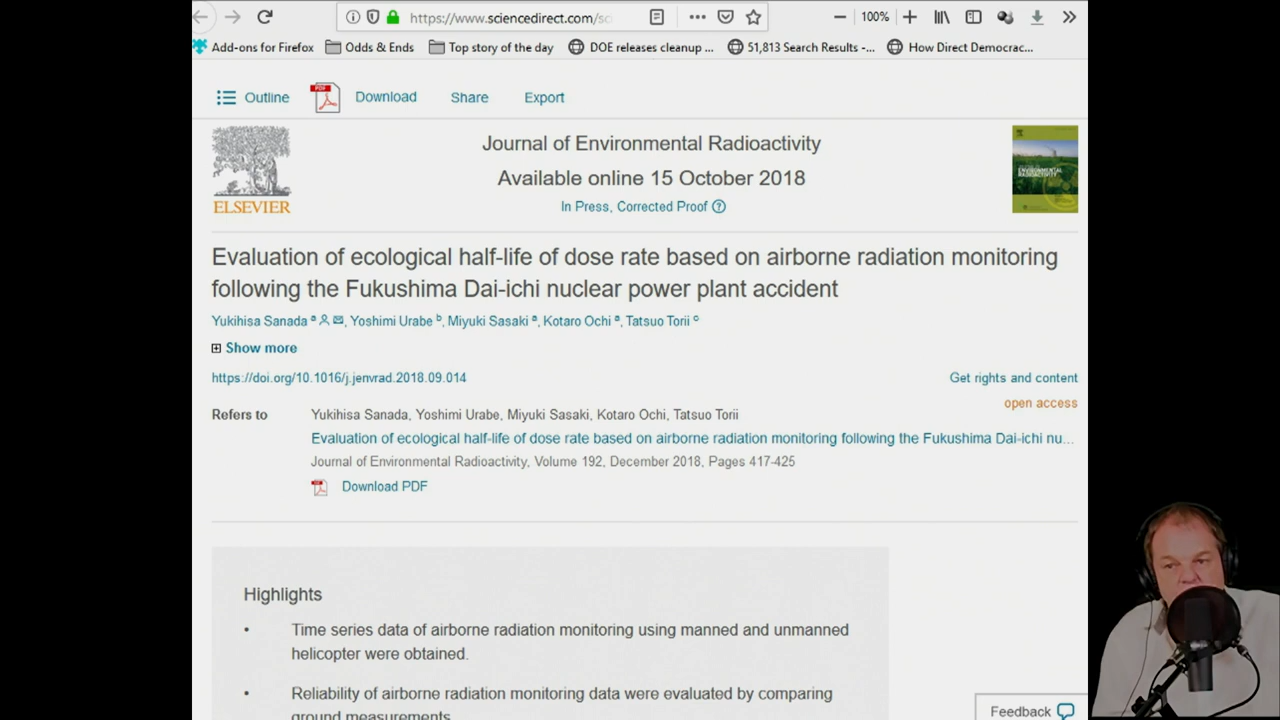 https://www.sciencedirect.com/sc
100%
Add-ons for Firefox Odds & Ends Top story of the day DOE releases cleanup ... 51,813 Search Results -... How Direct Democrac...
Outline Download Share Export
Journal of Environmental Radioactivity
Available online 15 October 2018
In Press, Corrected Proof
ELSEVIER
Evaluation of ecological half-life of dose rate based on airborne radiation monitoring
following the Fukushima Dai-ichi nuclear power plant accident
Yukihisa Sanada a, Yoshimi Urabe b, Miyuki Sasaki a, Kotaro Ochi a, Tatsuo Torii c
Show more
https://doi.org/10.1016/j.jenvrad.2018.09.014
Get rights and content
open access
Refers to Yukihisa Sanada, Yoshimi Urabe, Miyuki Sasaki, Kotaro Ochi, Tatsuo Torii
Evaluation of ecological half-life of dose rate based on airborne radiation monitoring following the Fukushima Dai-ichi nu...
Journal of Environmental Radioactivity, Volume 192, December 2018, Pages 417-425
Download PDF
Highlights
• Time series data of airborne radiation monitoring using manned and unmanned
helicopter were obtained.
• Reliability of airborne radiation monitoring data were evaluated by comparing
ground measurements.
Feedback